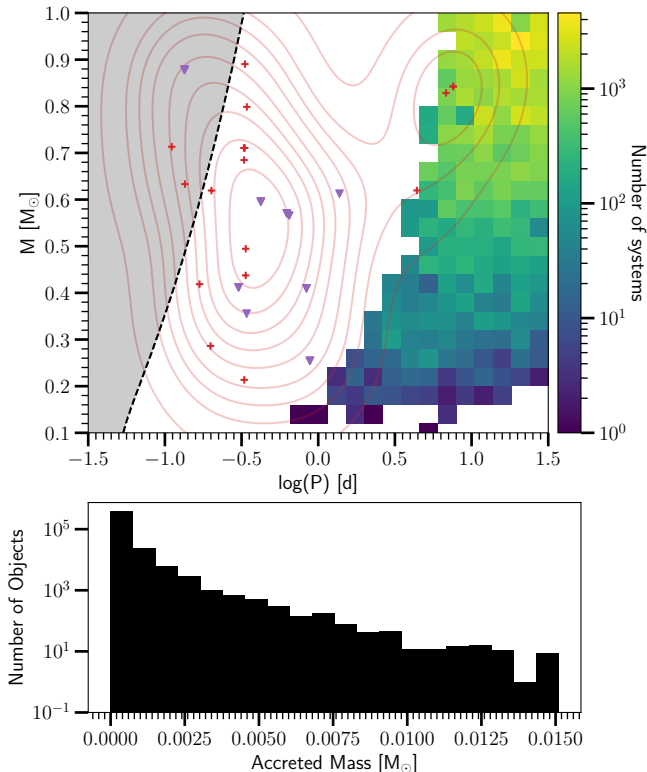 1.0
0.9
0.8
0.7
0.6
0.5
0.4
0.3
0.2
0.1
M [M⊙]
−1.5 −1.0 −0.5 0.0 0.5 1.0 1.5
log(P) [d]
10³
10²
10¹
10⁰
Number of systems
10⁵
10³
10¹
10⁻¹
Number of Objects
0.0000 0.0025 0.0050 0.0075 0.0100 0.0125 0.0150
Accreted Mass [M⊙]